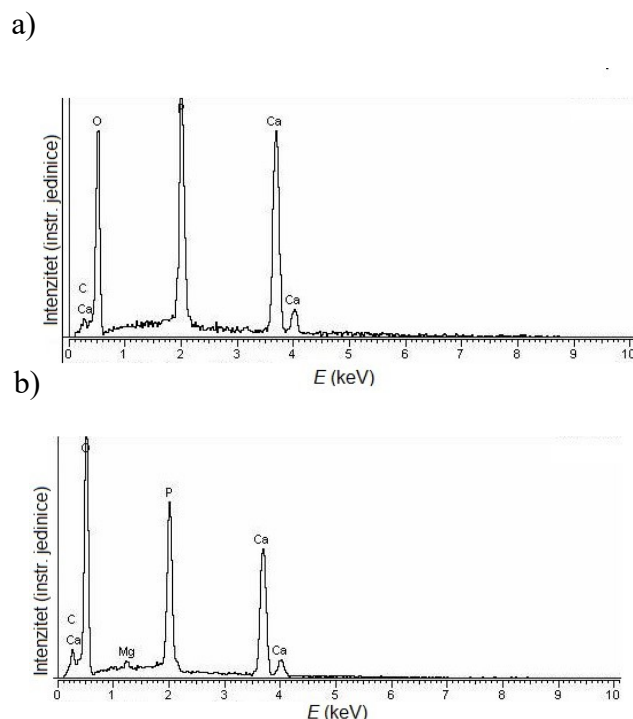 a)
P
O
Ca
C
Ca
Ca
Intenzitet (instr. jedinice)
0 1 2 3 4 5 6 7 8 9 10
E (keV)
b)
O
P
Ca
C
Ca
Mg
Ca
Intenzitet (instr. jedinice)
0 1 2 3 4 5 6 7 8 9 10
E (keV)